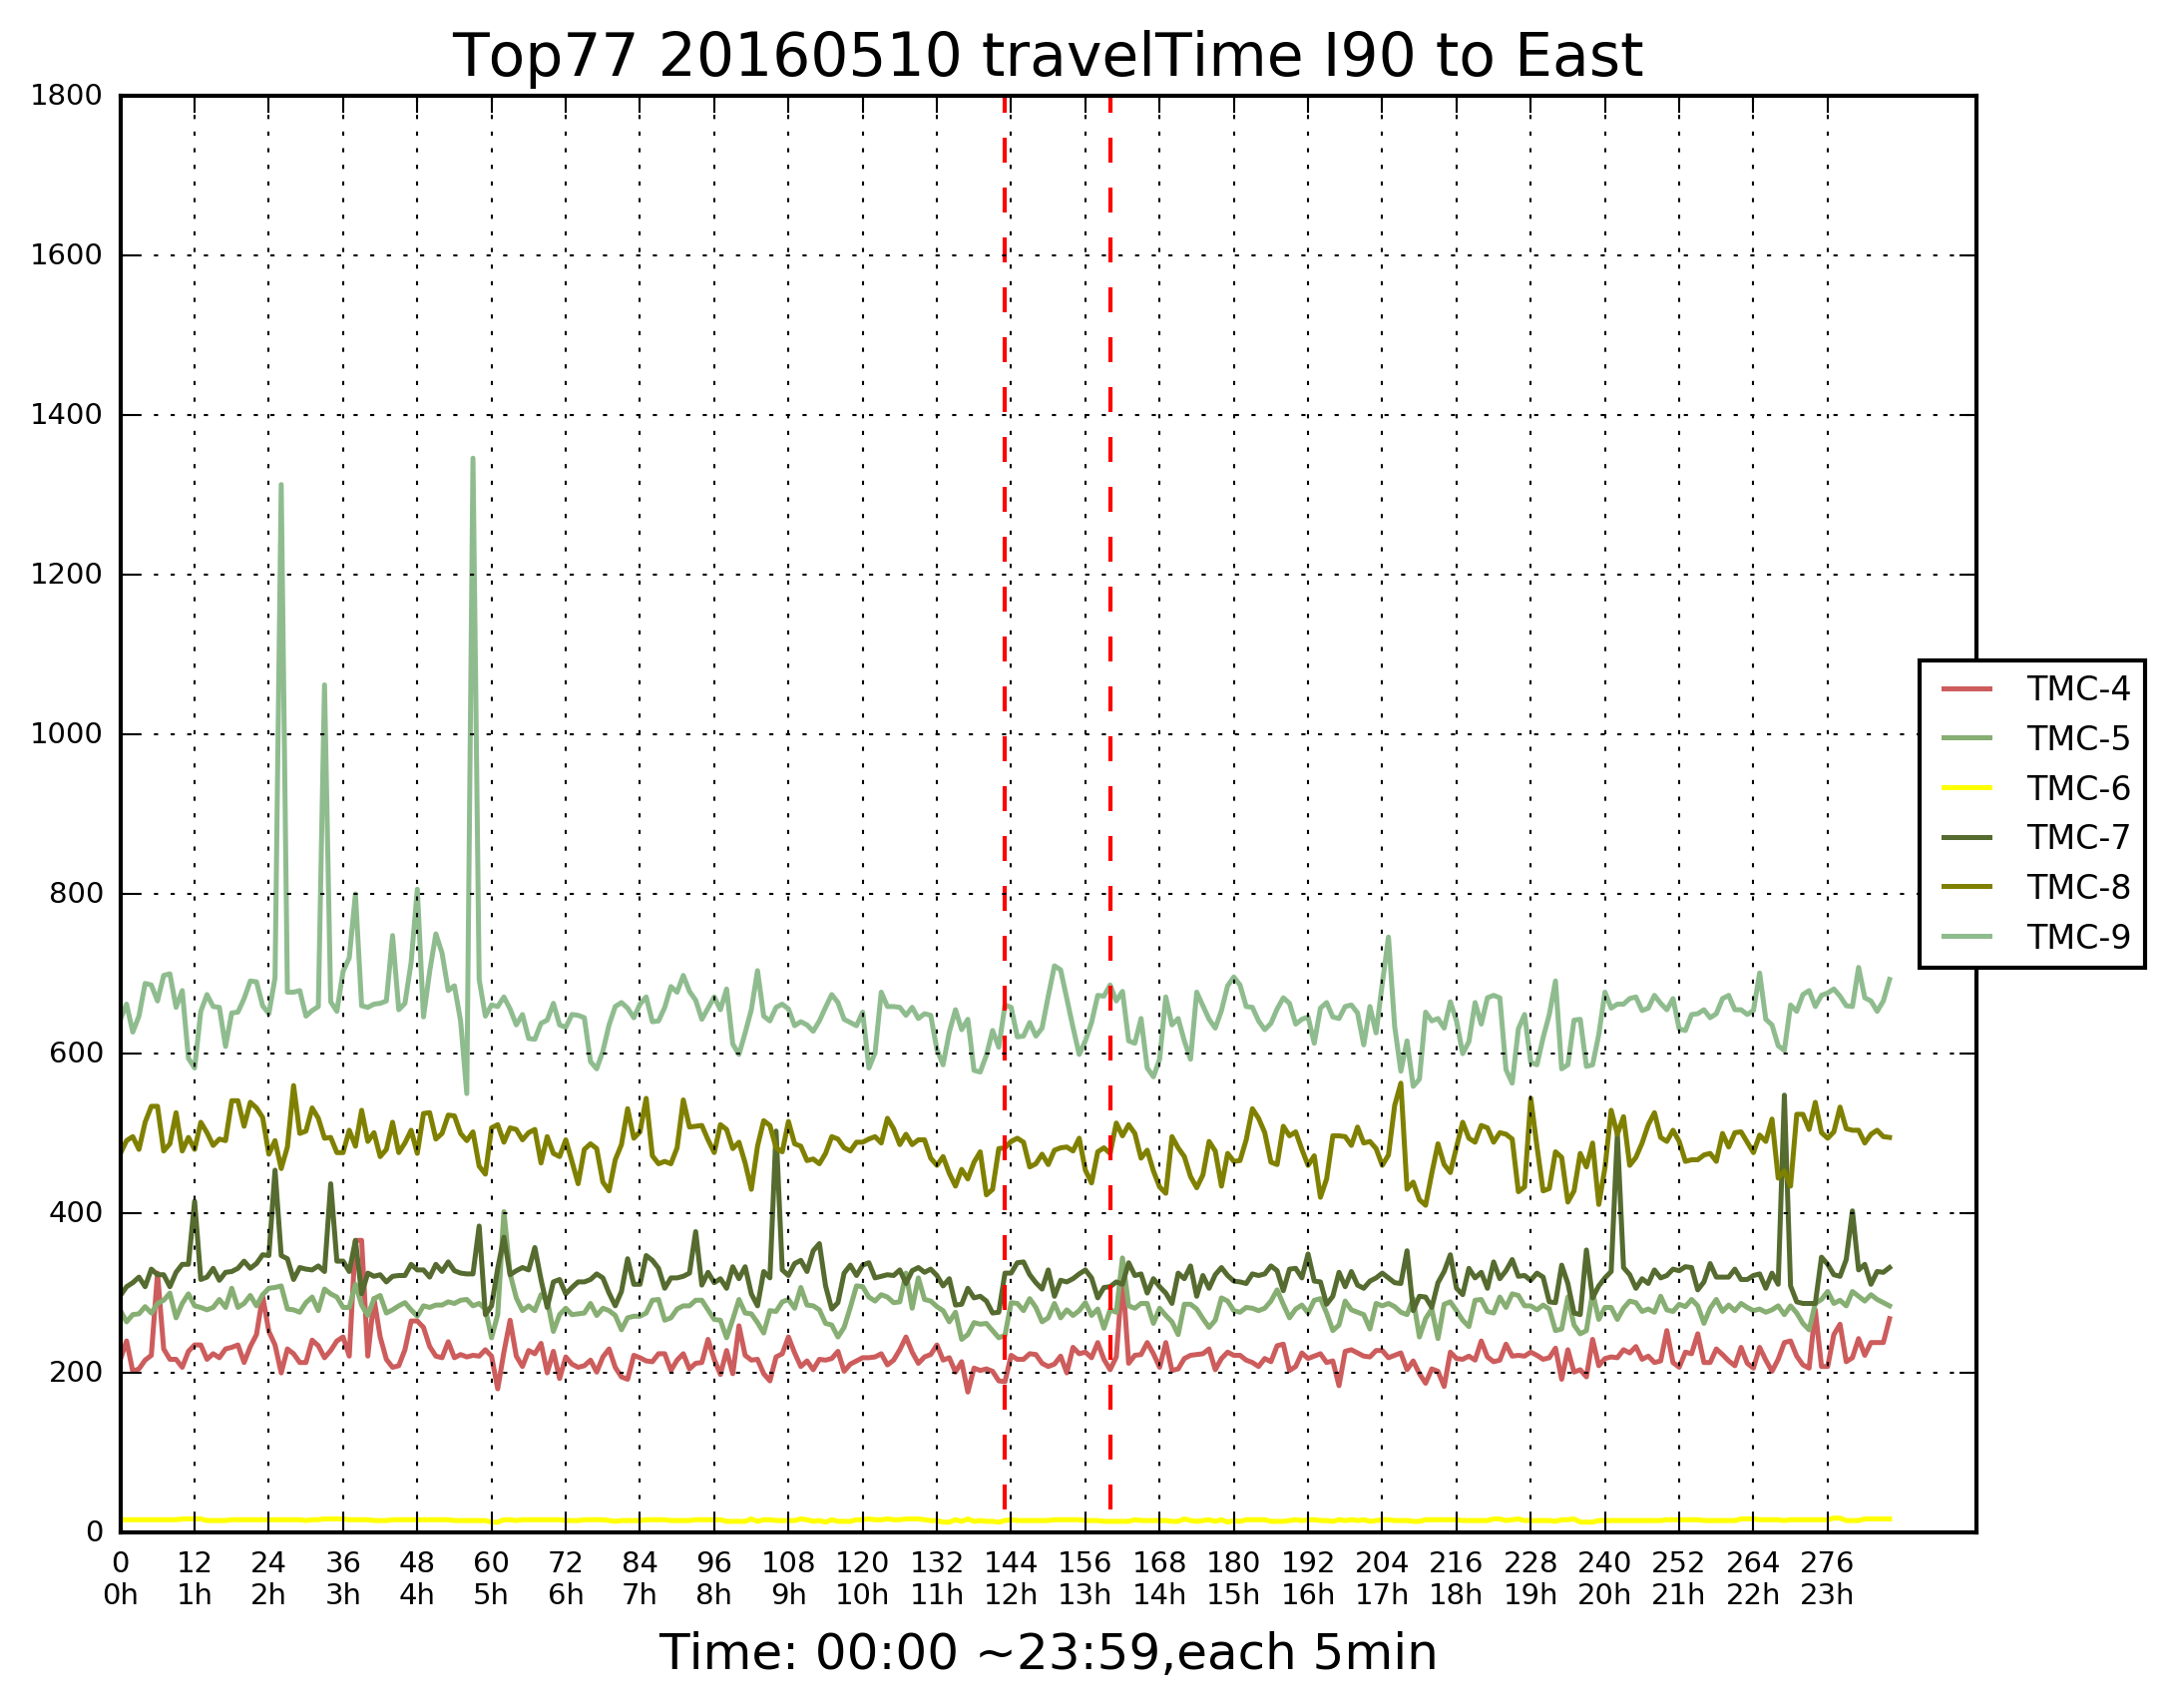 Top77 20160510 travelTime I90 to East
1800
1600
1400
1200
1000
800
600
400
200
0
TMC-4
TMC-5
TMC-6
TMC-7
TMC-8
TMC-9
0 12 24 36 48 60 72 84 96 108 120 132 144 156 168 180 192 204 216 228 240 252 264 276
0h 1h 2h 3h 4h 5h 6h 7h 8h 9h 10h 11h 12h 13h 14h 15h 16h 17h 18h 19h 20h 21h 22h 23h
Time: 00:00 ~23:59,each 5min